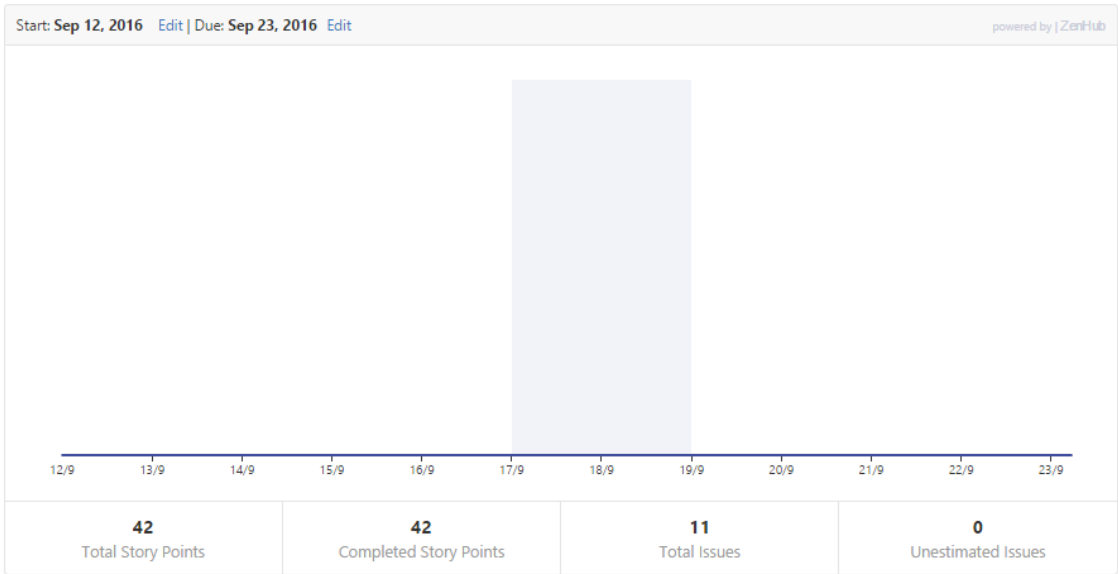 Start: Sep 12, 2016 Edit | Due: Sep 23, 2016 Edit powered by | ZenHub
12/9 13/9 14/9 15/9 16/9 17/9 18/9 19/9 20/9 21/9 22/9 23/9
42 42 11 0
Total Story Points Completed Story Points Total Issues Unestimated Issues